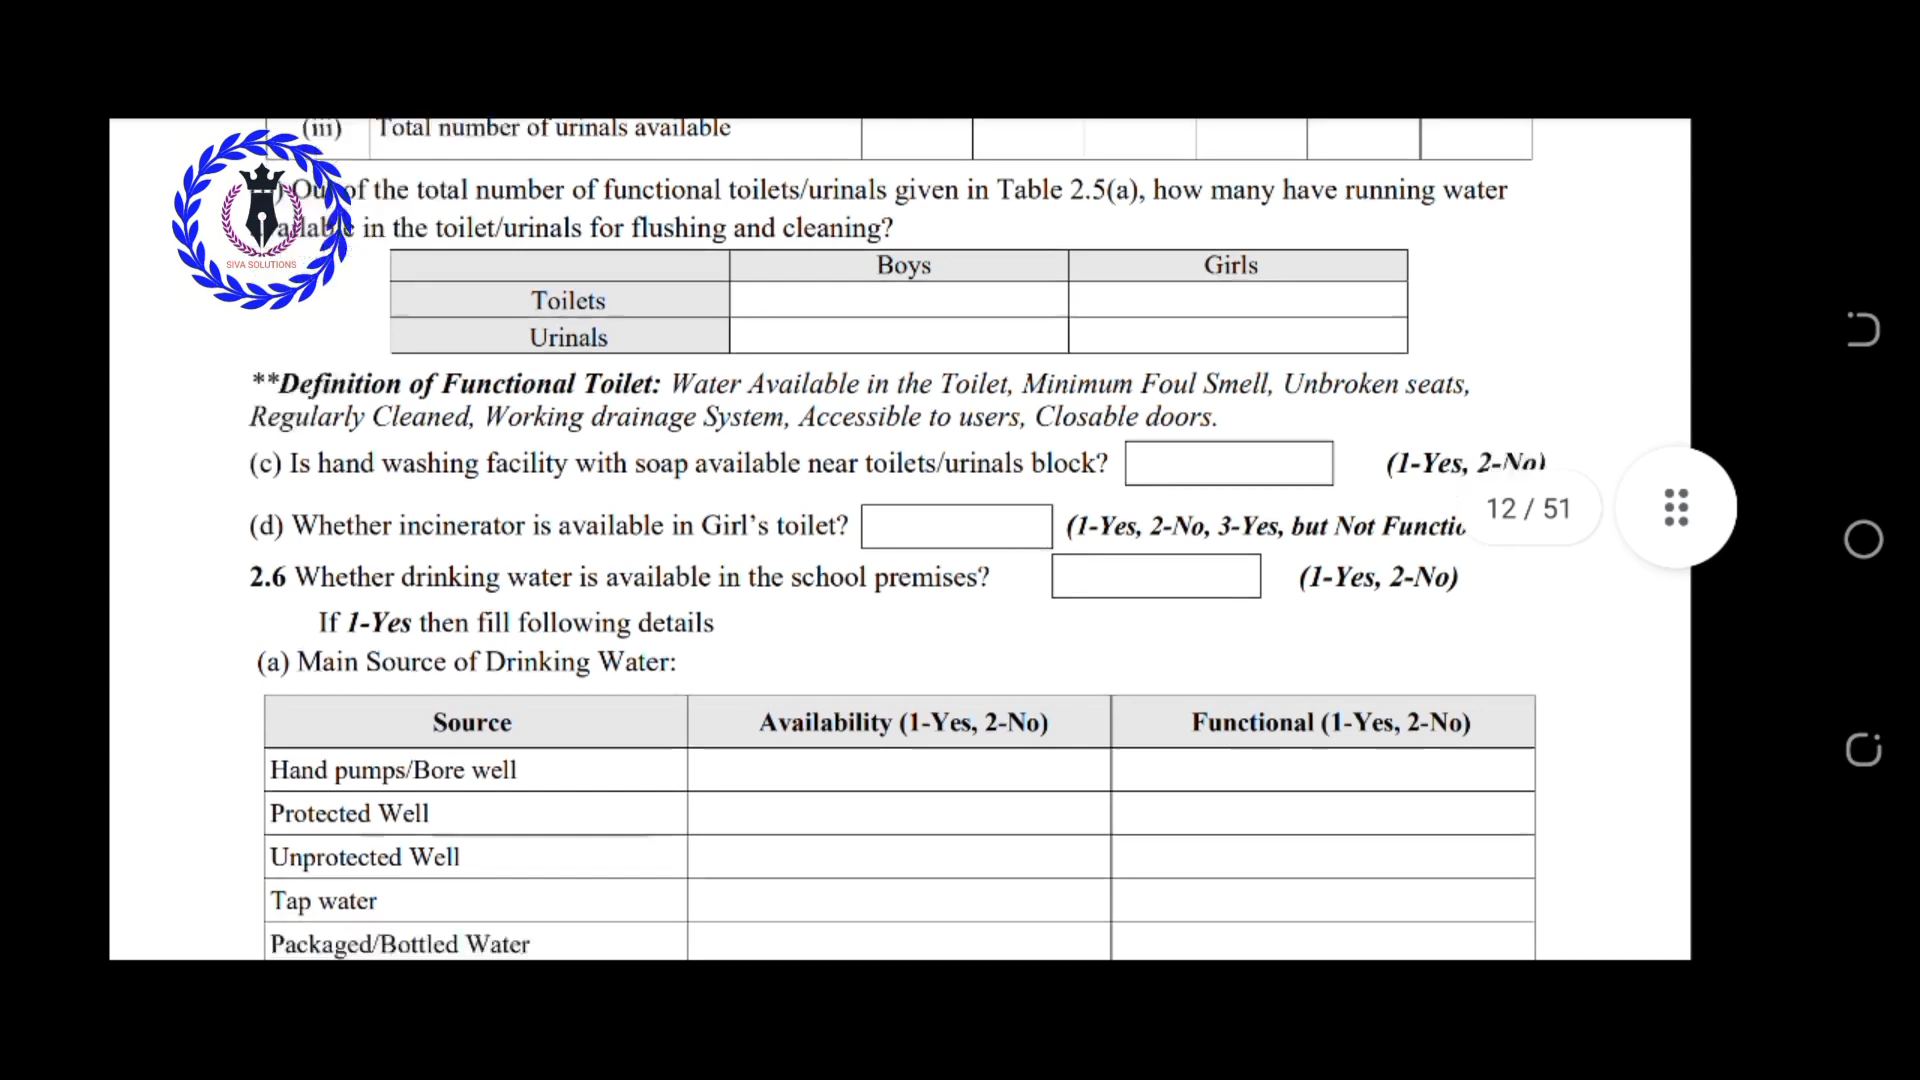 (iii) Total number of urinals available
of the total number of functional toilets/urinals given in Table 2.5(a), how many have running water
in the toilet/urinals for flushing and cleaning?
SIVA SOLUTIONS
Boys Girls
Toilets
Urinals
**Definition of Functional Toilet: Water Available in the Toilet, Minimum Foul Smell, Unbroken seats,
Regularly Cleaned, Working drainage System, Accessible to users, Closable doors.
(c) Is hand washing facility with soap available near toilets/urinals block? (1-Yes, 2-No)
12 / 51
(d) Whether incinerator is available in Girl's toilet? (1-Yes, 2-No, 3-Yes, but Not Functio
2.6 Whether drinking water is available in the school premises? (1-Yes, 2-No)
If 1-Yes then fill following details
(a) Main Source of Drinking Water:
Source Availability (1-Yes, 2-No) Functional (1-Yes, 2-No)
Hand pumps/Bore well
Protected Well
Unprotected Well
Tap water
Packaged/Bottled Water